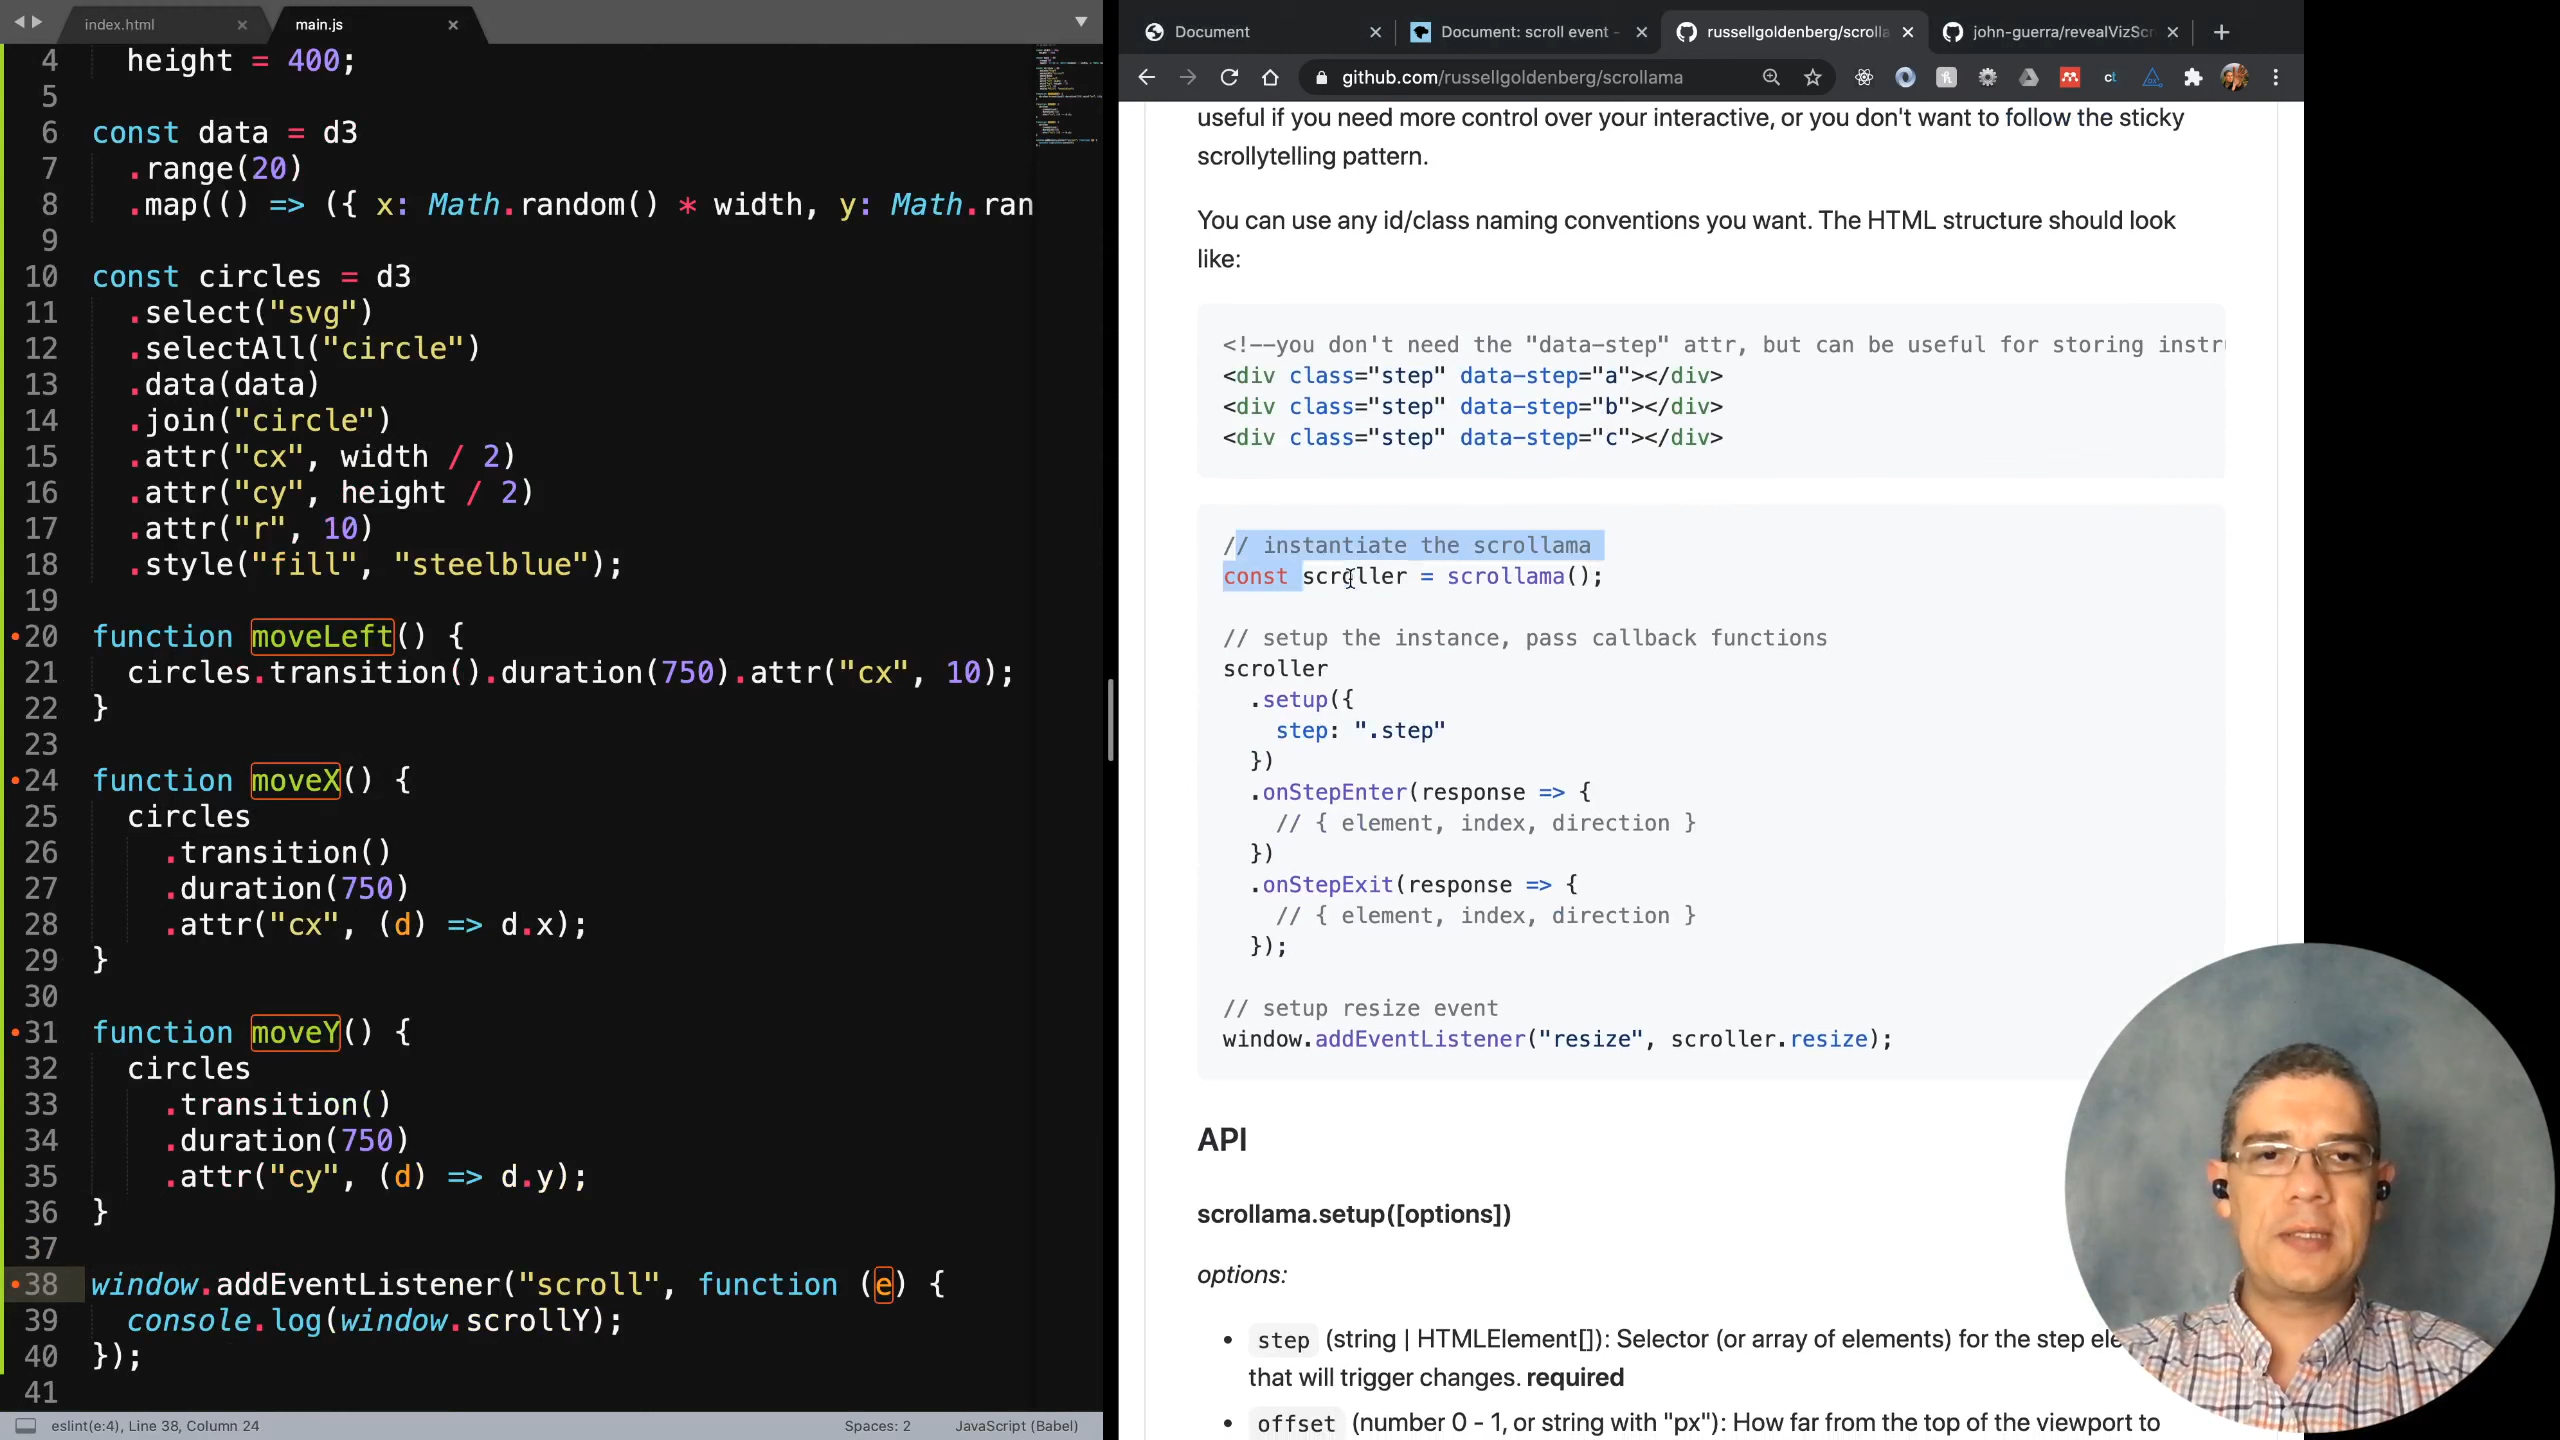 index.html
main.js
4 height = 400;
5
6 const data = d3
7 .range(20)
8 .map(() => ({ x: Math.random() * width, y: Math.ran
9
10 const circles = d3
11 .select("svg")
12 .selectAll("circle")
13 .data(data)
14 .join("circle")
15 .attr("cx", width / 2)
16 .attr("cy", height / 2)
17 .attr("r", 10)
18 .style("fill", "steelblue");
19
20 function moveLeft() {
21 circles.transition().duration(750).attr("cx", 10);
22 }
23
24 function moveX() {
25 circles
26 .transition()
27 .duration(750)
28 .attr("cx", (d) => d.x);
29 }
30
31 function moveY() {
32 circles
33 .transition()
34 .duration(750)
35 .attr("cy", (d) => d.y);
36 }
37
38 window.addEventListener("scroll", function (e) {
39 console.log(window.scrollY);
40 });
41
eslint(e:4), Line 38, Column 24
Spaces: 2
JavaScript (Babel)
Document
Document: scroll event -
russellgoldenberg/scrolla
john-guerra/revealVizScr
github.com/russellgoldenberg/scrollama
useful if you need more control over your interactive, or you don't want to follow the sticky
scrollytelling pattern.
You can use any id/class naming conventions you want. The HTML structure should look
like:
<!--you don't need the "data-step" attr, but can be useful for storing instr
<div class="step" data-step="a"></div>
<div class="step" data-step="b"></div>
<div class="step" data-step="c"></div>
// instantiate the scrollama
const scroller = scrollama();
// setup the instance, pass callback functions
scroller
.setup({
step: ".step"
})
.onStepEnter(response => {
// { element, index, direction }
})
.onStepExit(response => {
// { element, index, direction }
});
// setup resize event
window.addEventListener("resize", scroller.resize);
API
scrollama.setup([options])
options:
• step (string | HTMLElement[]): Selector (or array of elements) for the step ele
that will trigger changes. required
• offset (number 0 - 1, or string with "px"): How far from the top of the viewport to